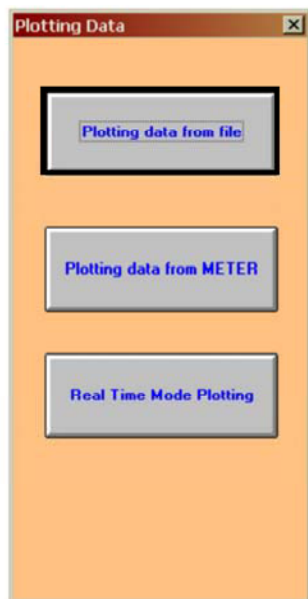 Plotting Data
Plotting data from file
Plotting data from METER
Real Time Mode Plotting